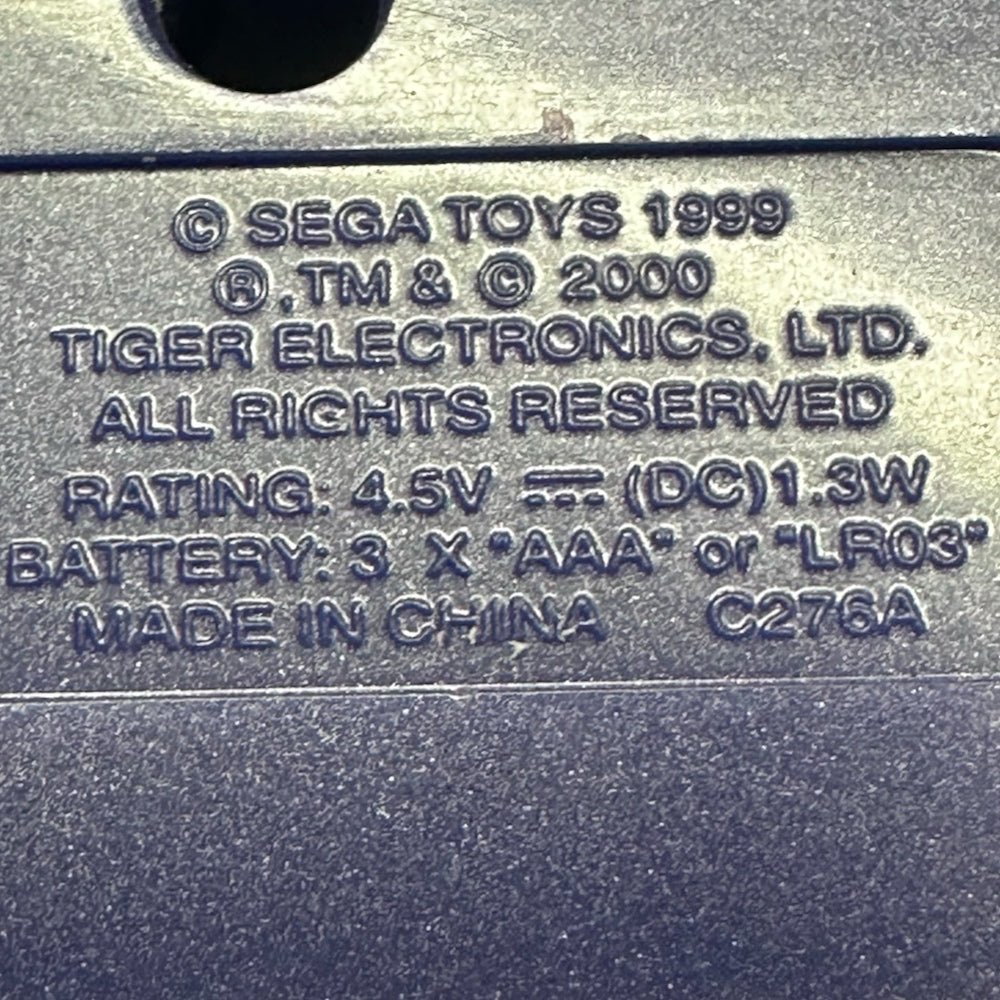 © SEGA TOYS 1999
®,TM & © 2000
TIGER ELECTRONICS, LTD.
ALL RIGHTS RESERVED
RATING: 4.5V ⎓ (DC)1.3W
BATTERY: 3 X "AAA" or "LR03"
MADE IN CHINA C276A